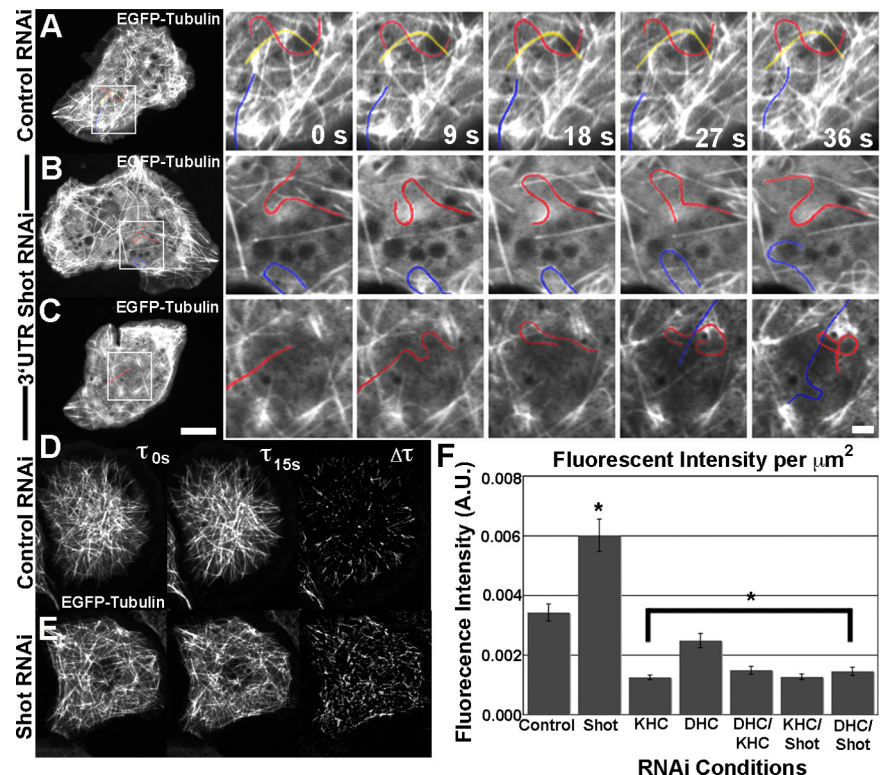 A
EGFP-Tubulin
Control RNAi
0 s
9 s
18 s
27 s
36 s
B
EGFP-Tubulin
3'UTR Shot RNAi
C
EGFP-Tubulin
D
τ0s
τ15s
Δτ
Control RNAi
EGFP-Tubulin
E
Shot RNAi
F
Fluorescent Intensity per μm2
Fluorecence Intensity (A.U.)
0.008
0.006
0.004
0.002
0.000
*
*
Control
Shot
KHC
DHC
DHC/
KHC
KHC/
Shot
DHC/
Shot
RNAi Conditions